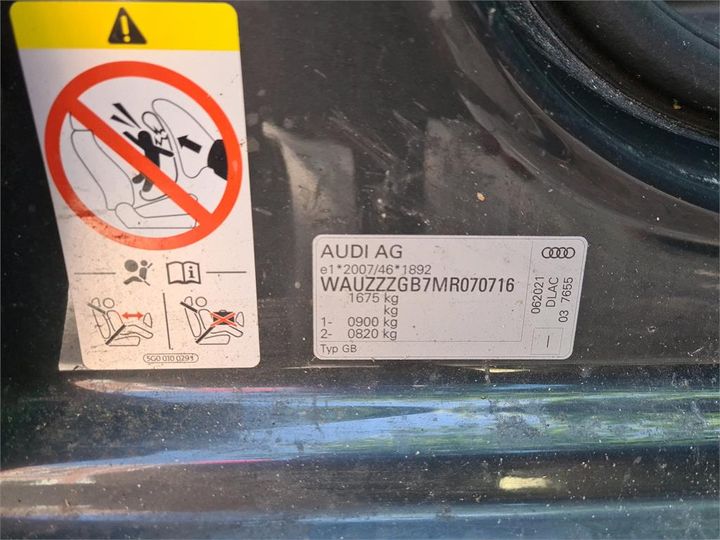 AUDI AG
e1*2007/46*1892
WAUZZZGB7MR070716
1675 kg
kg
1- 0900 kg
2- 0820 kg
Typ GB
062021
DLAC
03 7655
I
5G0 010 029